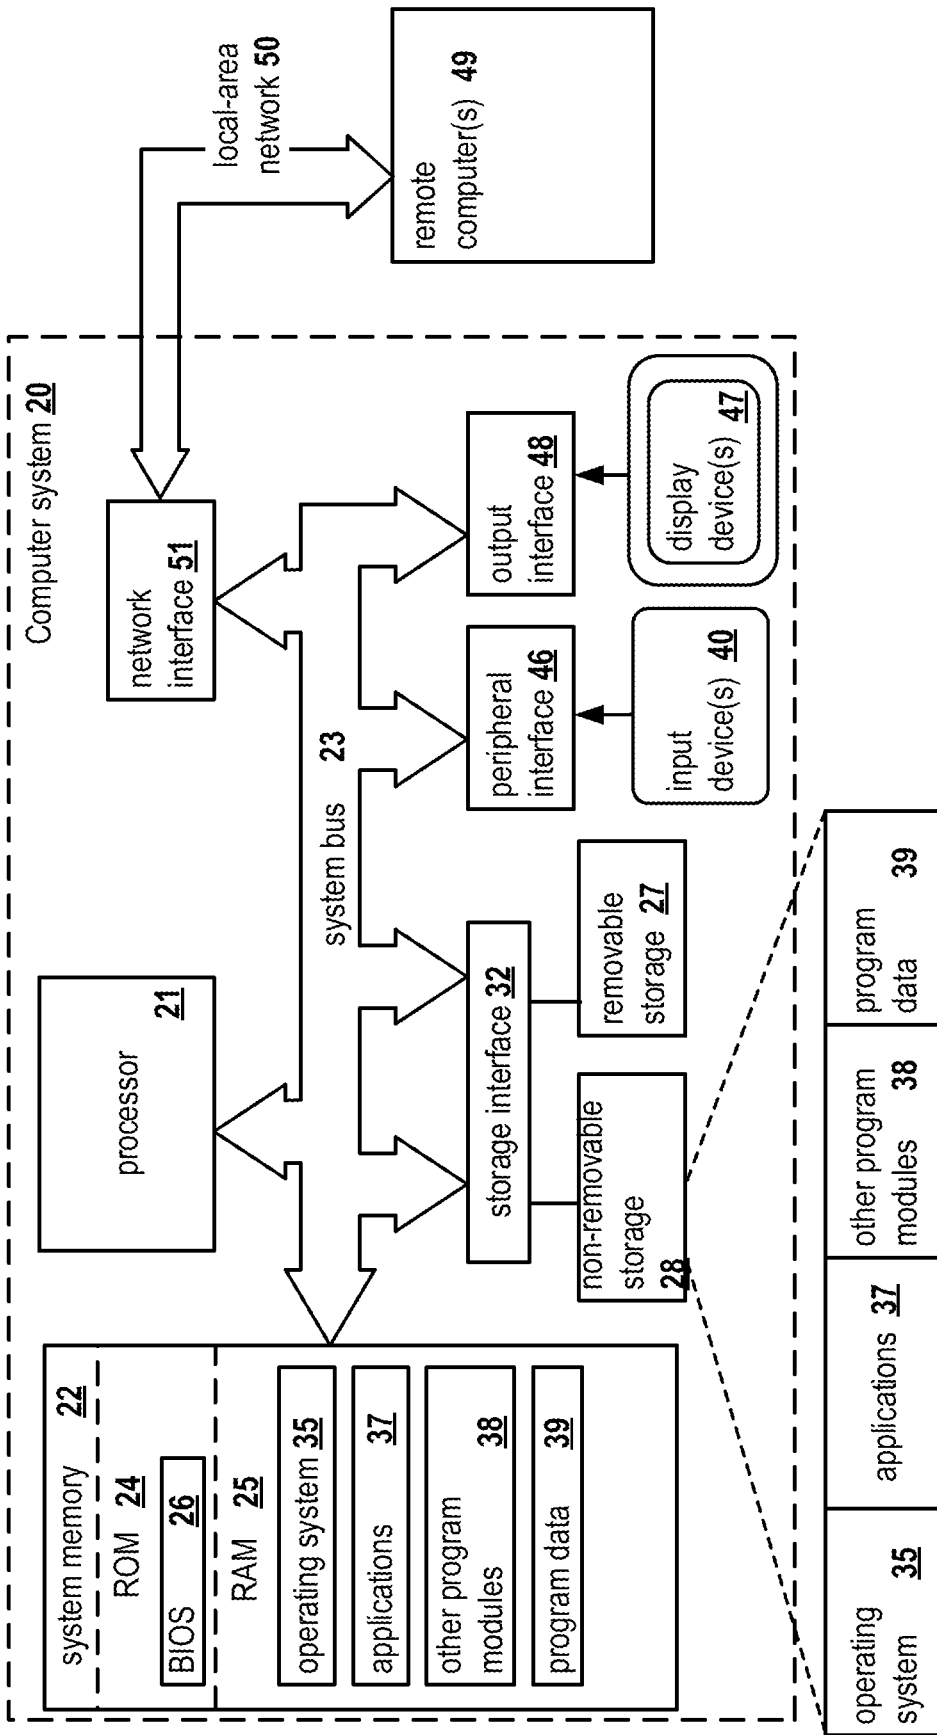 Computer system 20
system memory 22
ROM 24
BIOS 26
RAM 25
operating system 35
applications
37
other program
modules 38
program data 39
processor
21
network
interface 51
local-area
network 50
remote
computer(s) 49
system bus
23
storage interface 32
peripheral
interface 46
output
interface 48
non-removable
storage
28
removable
storage 27
input
device(s) 40
display
device(s) 47
operating
system 35
applications 37
other program
modules 38
program
data 39